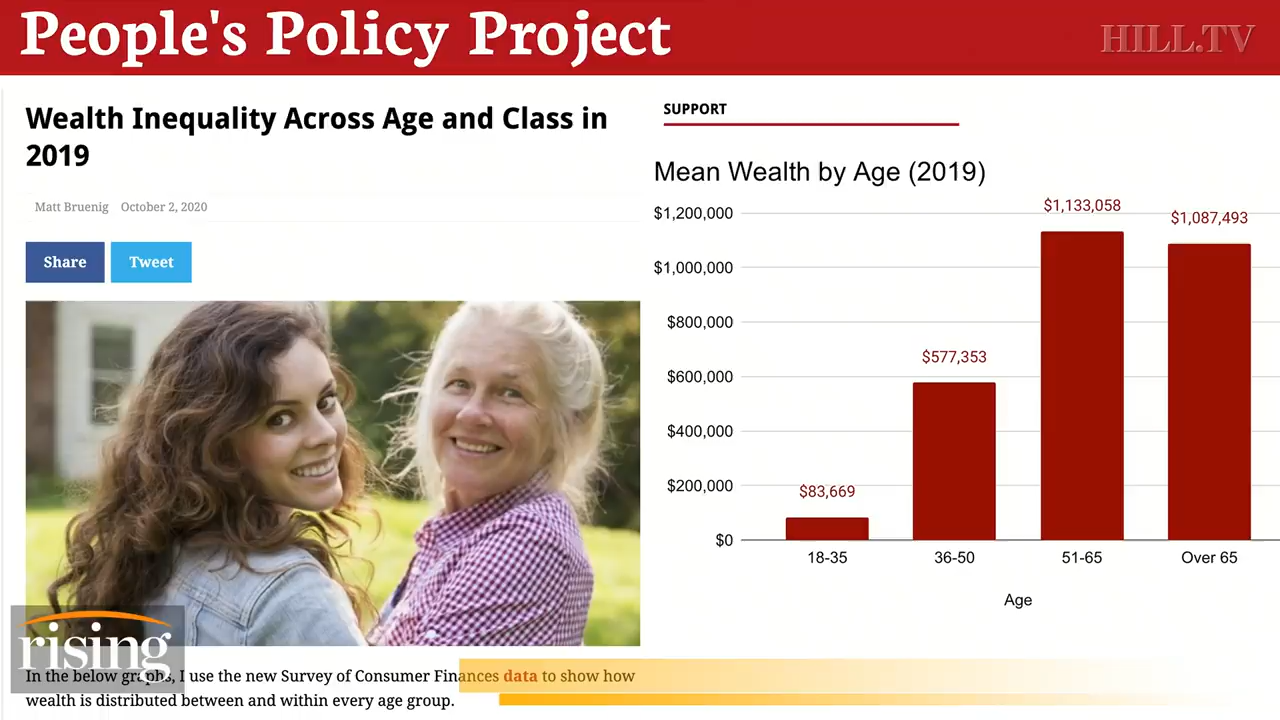 People's Policy Project
HILL.TV
Wealth Inequality Across Age and Class in
2019
Matt Bruenig October 2, 2020
Share Tweet
In the below graphs, I use the new Survey of Consumer Finances data to show how
wealth is distributed between and within every age group.
rising
SUPPORT
Mean Wealth by Age (2019)
$1,200,000
$1,000,000
$800,000
$600,000
$400,000
$200,000
$0
$83,669
$577,353
$1,133,058
$1,087,493
18-35
36-50
51-65
Over 65
Age